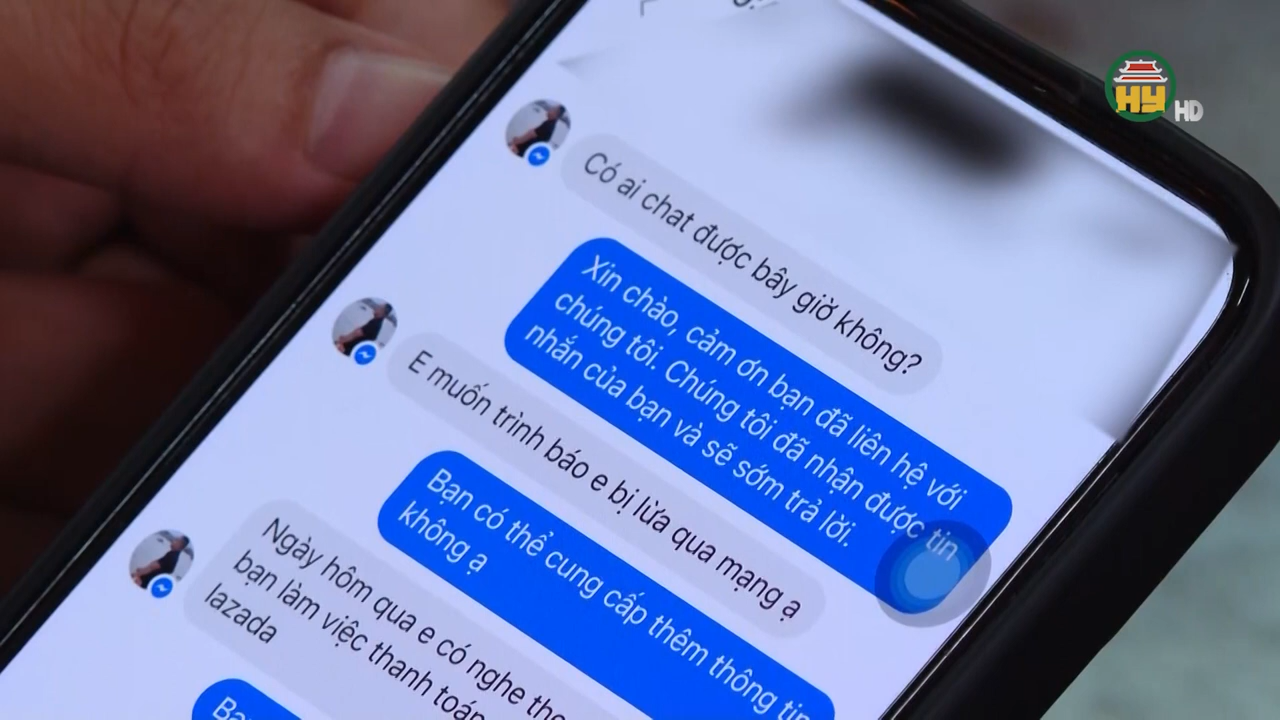 HY HD
Có ai chat được bây giờ không?
Xin chào, cảm ơn bạn đã liên hệ với
chúng tôi. Chúng tôi đã nhận được tin
nhắn của bạn và sẽ sớm trả lời.
E muốn trình báo e bị lừa qua mạng ạ
Bạn có thể cung cấp thêm thông tin
không ạ
Ngày hôm qua e có nghe
bạn làm việc thanh toán
lazada